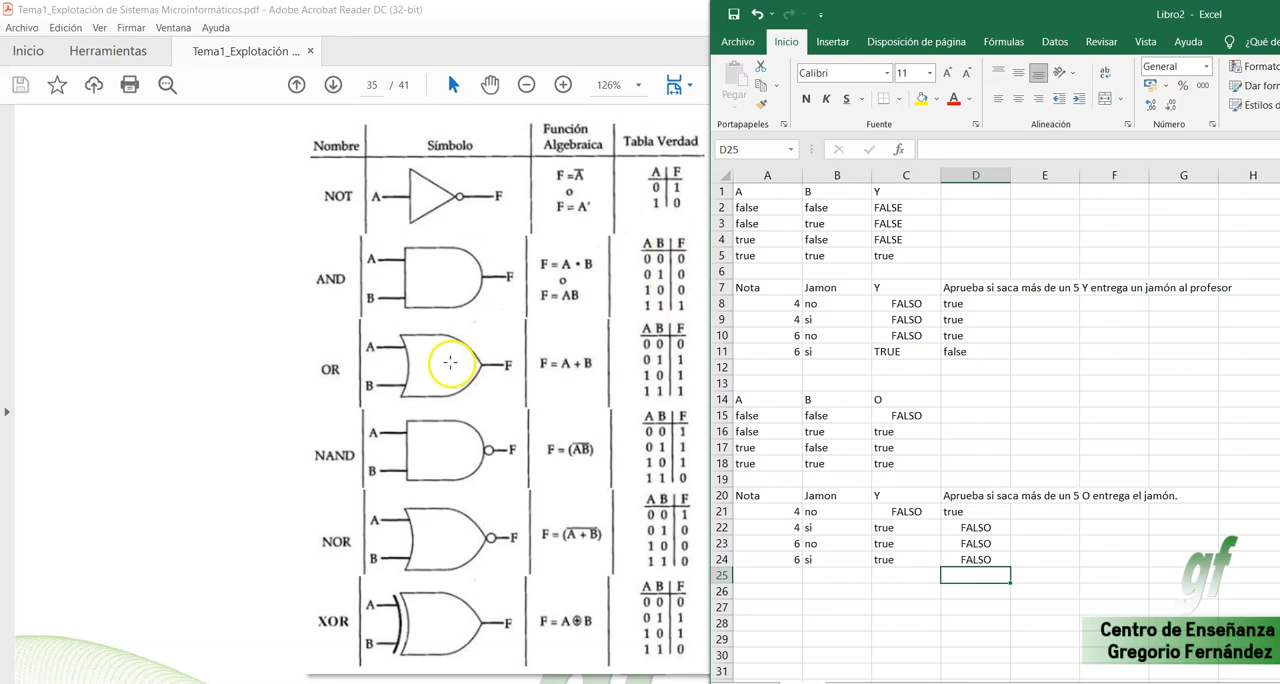 Tema1_Explotación de Sistemas Microinformáticos.pdf - Adobe Acrobat Reader DC (32-bit)
Archivo Edición Ver Firmar Ventana Ayuda
Inicio Herramientas Tema1_Explotación ... ×
35 / 41 126%
Nombre Símbolo Función Algebraica Tabla Verdad
NOT A F F = A̅ o F = A'
A F
0 1
1 0
AND A B F F = A • B o F = AB
A B F
0 0 0
0 1 0
1 0 0
1 1 1
OR A B F F = A + B
A B F
0 0 0
0 1 1
1 0 1
1 1 1
NAND A B F F = (A̅B̅)
A B F
0 0 1
0 1 1
1 0 1
1 1 0
NOR A B F F = (A̅ +̅ B̅)
A B F
0 0 1
0 1 0
1 0 0
1 1 0
XOR A B F F = A ⊕ B
A B F
0 0 0
0 1 1
1 0 1
1 1 0
Libro2 - Excel
Archivo Inicio Insertar Disposición de página Fórmulas Datos Revisar Vista Ayuda ¿Qué de
Pegar Calibri 11 A A General Formato
N K S A % 000 Dar for
Estilos d
Portapapeles Fuente Alineación Número
D25 fx
A B C D E F G H
1 A B Y
2 false false FALSE
3 false true FALSE
4 true false FALSE
5 true true true
6
7 Nota Jamon Y Aprueba si saca más de un 5 Y entrega un jamón al profesor
8 4 no FALSO true
9 4 si FALSO true
10 6 no FALSO true
11 6 si TRUE false
12
13
14 A B O
15 false false FALSO
16 false true true
17 true false true
18 true true true
19
20 Nota Jamon Y Aprueba si saca más de un 5 O entrega el jamón.
21 4 no FALSO true
22 4 si true FALSO
23 6 no true FALSO
24 6 si true FALSO
25
26
27
28
29
30
31
gf
Centro de Enseñanza
Gregorio Fernández